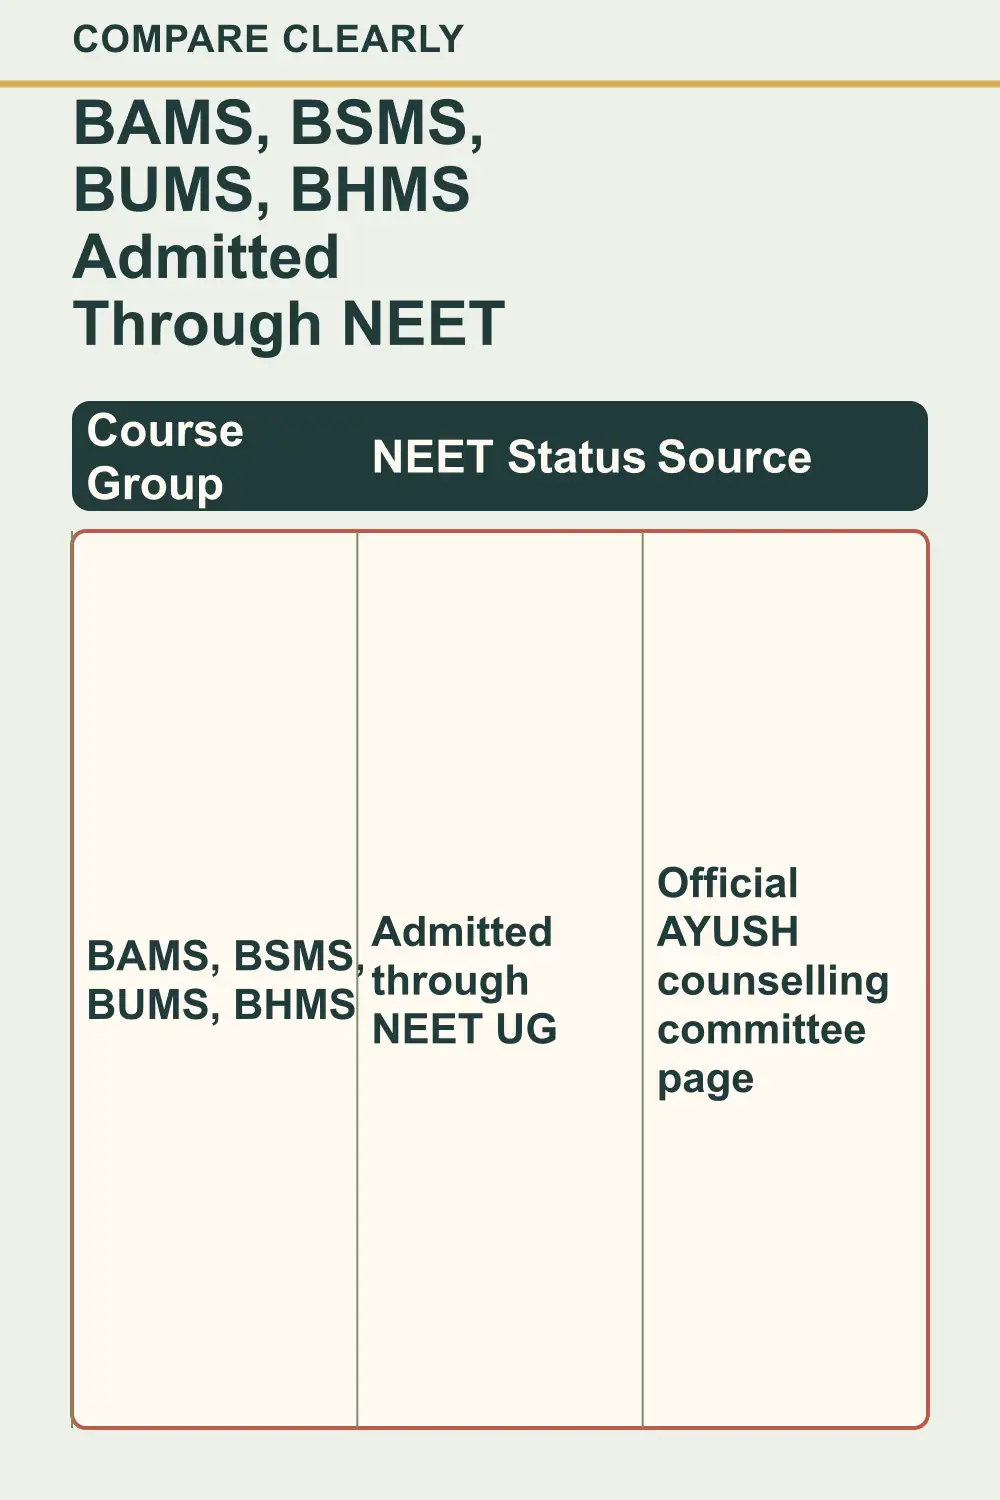 COMPARE CLEARLY
BAMS, BSMS,
BUMS, BHMS
Admitted
Through NEET
Course
Group
NEET Status
Source
BAMS, BSMS,
BUMS, BHMS
Admitted
through
NEET UG
Official
AYUSH
counselling
committee
page